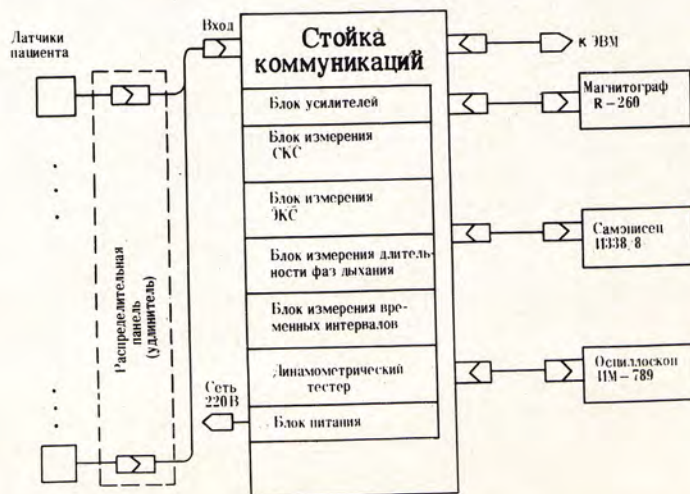 Датчики
пациента
Вход
Стойка
коммуникаций
Блок усилителей
Блок измерения
СКС
Блок измерения
ЭКС
Блок измерения длитель-
ности фаз дыхания
Блок измерения вре-
менных интервалов
Динамометрический
тестер
Блок питания
Распределительная
панель
(удлинитель)
Сеть
220В
к ЭВМ
Магнитограф
R-260
Самописец
Н338/8
Осциллоскоп
ИМ-789